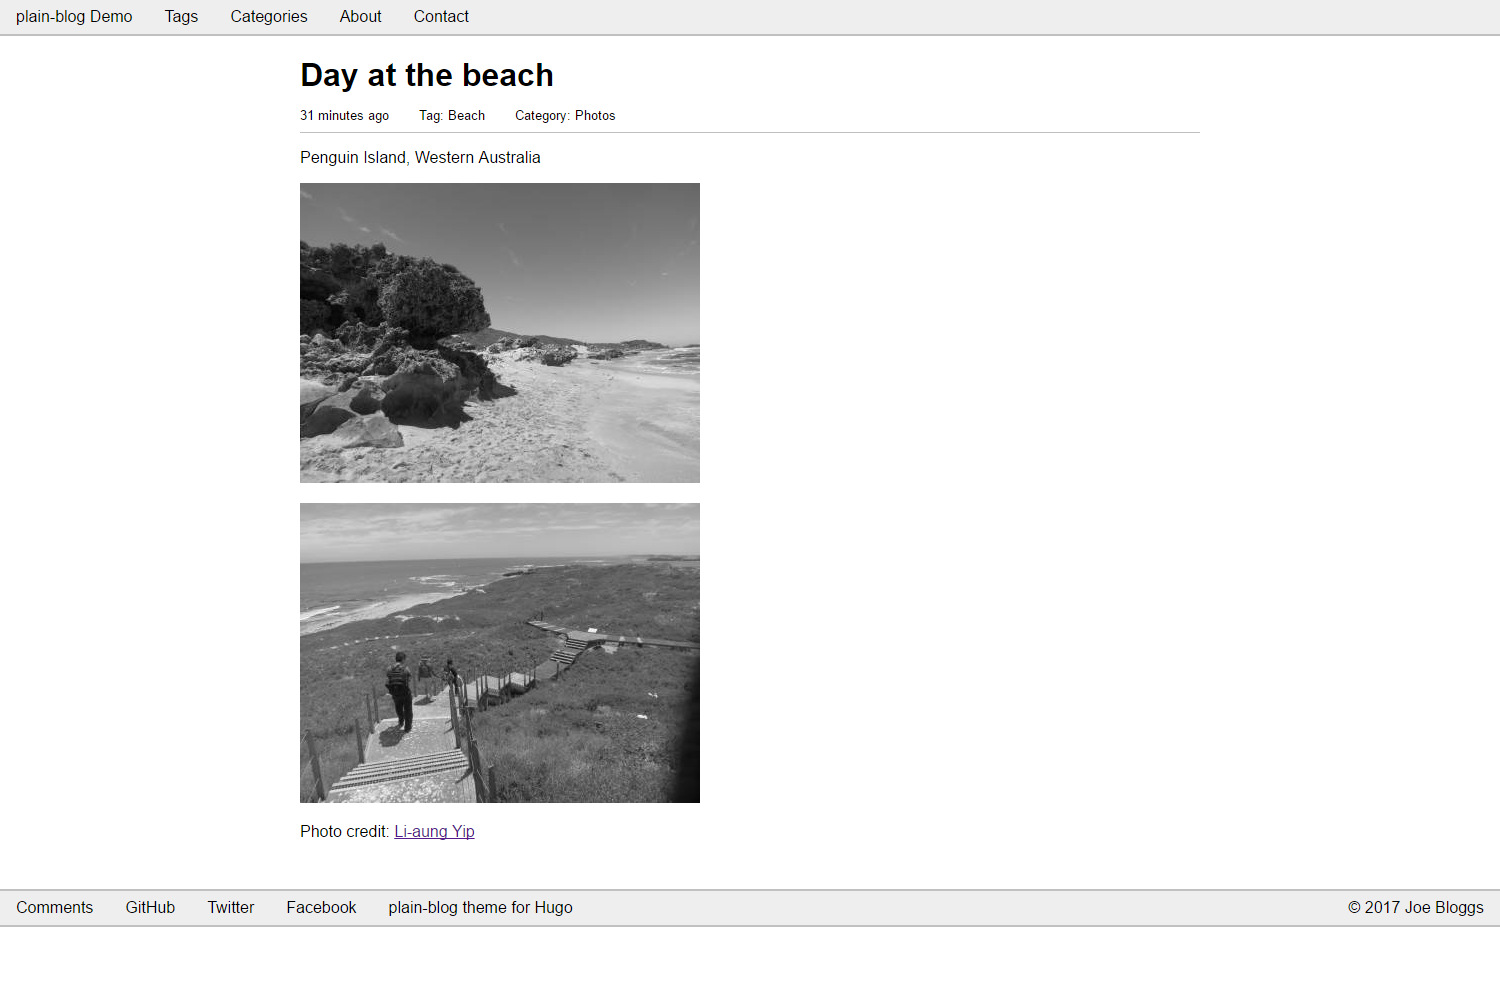 plain-blog Demo Tags Categories About Contact
Day at the beach
31 minutes ago Tag: Beach Category: Photos
Penguin Island, Western Australia
Photo credit: Li-aung Yip
Comments GitHub Twitter Facebook plain-blog theme for Hugo © 2017 Joe Bloggs